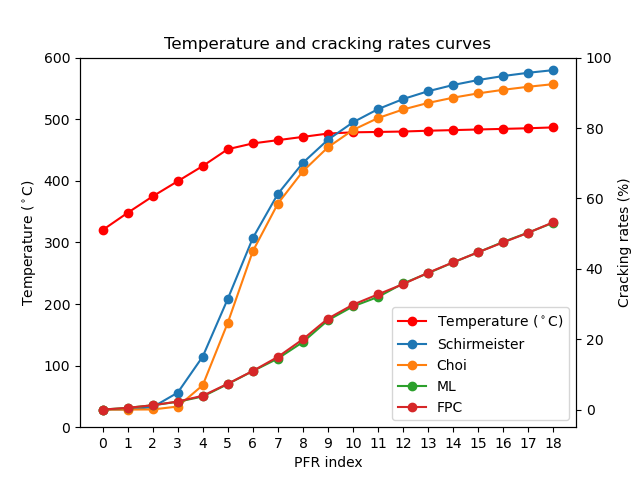 Temperature and cracking rates curves
600
500
400
300
200
100
0
Temperature (°C)
100
80
60
40
20
0
Cracking rates (%)
Temperature (°C)
Schirmeister
Choi
ML
FPC
0 1 2 3 4 5 6 7 8 9 10 11 12 13 14 15 16 17 18
PFR index